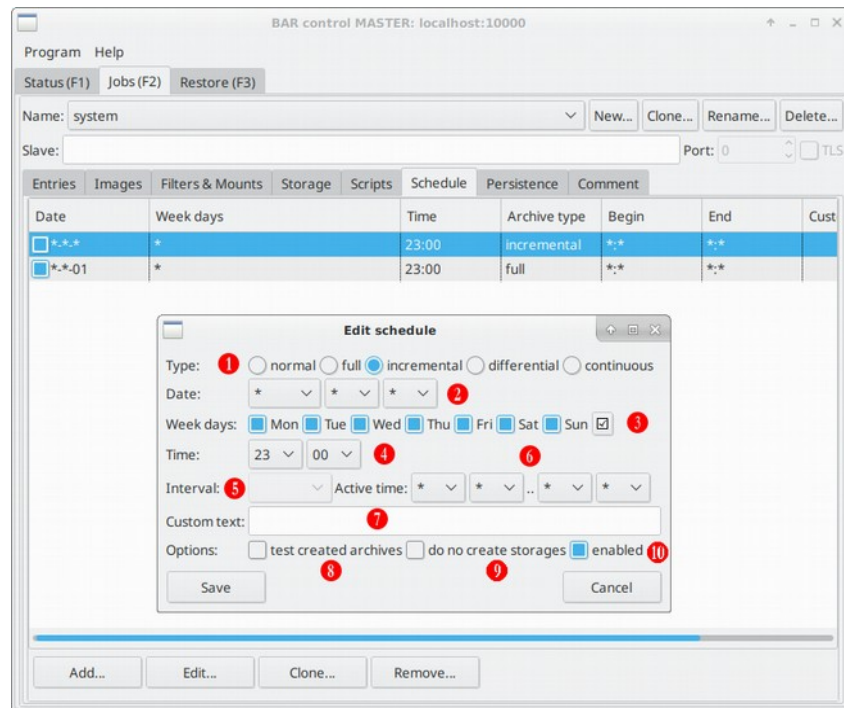 BAR control MASTER: localhost:10000
Program Help
Status (F1) Jobs (F2) Restore (F3)
Name: system New... Clone... Rename... Delete...
Slave: Port: 0 TLS
Entries Images Filters & Mounts Storage Scripts Schedule Persistence Comment
Date Week days Time Archive type Begin End Cust
*-*-* * 23:00 incremental *:* *:*
*-*-01 * 23:00 full *:* *:*
Edit schedule
Type: 1 normal full incremental differential continuous
Date: * * * 2
Week days: Mon Tue Wed Thu Fri Sat Sun 3
Time: 23 00 4 6
Interval: 5 Active time: * * .. * *
Custom text: 7
Options: test created archives do no create storages enabled 10
8 9
Save Cancel
Add... Edit... Clone... Remove...